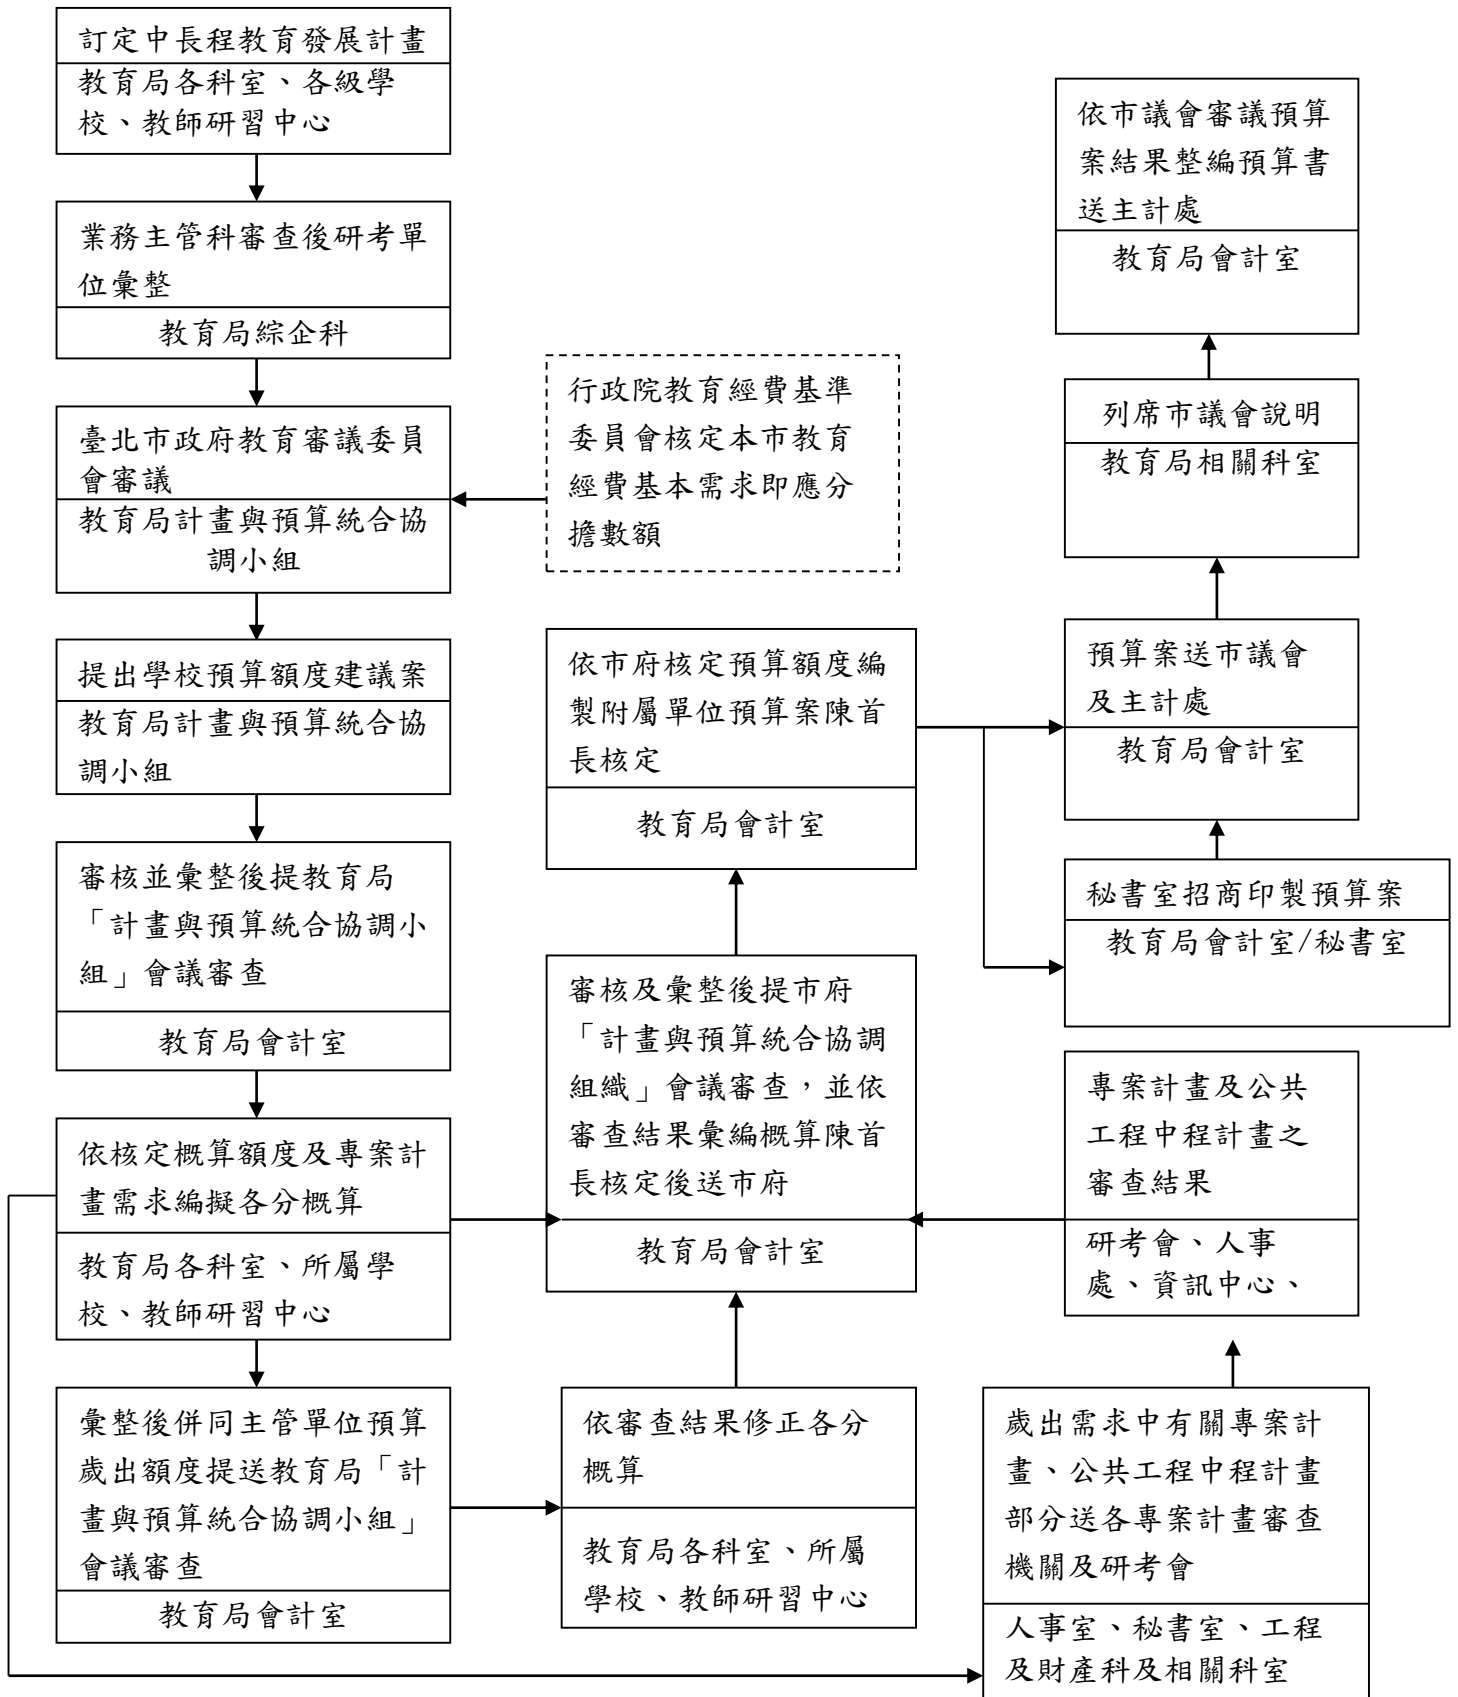 訂定中長程教育發展計畫
教育局各科室、各級學
校、教師研習中心
業務主管科審查後研考單
位彙整
教育局綜企科
臺北市政府教育審議委員
會審議
教育局計畫與預算統合協
調小組
行政院教育經費基準
委員會核定本市教育
經費基本需求即應分
擔數額
提出學校預算額度建議案
教育局計畫與預算統合協
調小組
審核並彙整後提教育局
「計畫與預算統合協調小
組」會議審查
教育局會計室
依核定概算額度及專案計
畫需求編擬各分概算
教育局各科室、所屬學
校、教師研習中心
彙整後併同主管單位預算
歲出額度提送教育局「計
畫與預算統合協調小組」
會議審查
教育局會計室
依審查結果修正各分
概算
教育局各科室、所屬
學校、教師研習中心
審核及彙整後提市府
「計畫與預算統合協調
組織」會議審查，並依
審查結果彙編概算陳首
長核定後送市府
教育局會計室
依市府核定預算額度編
製附屬單位預算案陳首
長核定
教育局會計室
依市議會審議預算
案結果整編預算書
送主計處
教育局會計室
列席市議會說明
教育局相關科室
預算案送市議會
及主計處
教育局會計室
秘書室招商印製預算案
教育局會計室/秘書室
專案計畫及公共
工程中程計畫之
審查結果
研考會、人事
處、資訊中心、
歲出需求中有關專案計
畫、公共工程中程計畫
部分送各專案計畫審查
機關及研考會
人事室、秘書室、工程
及財產科及相關科室